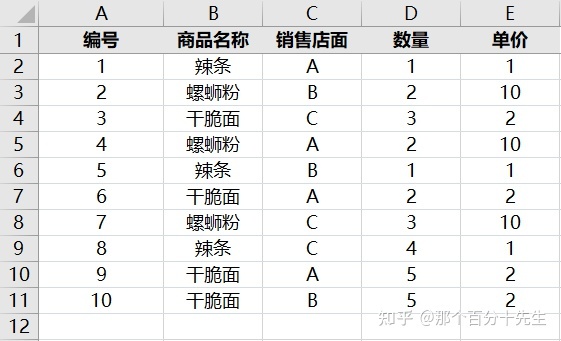 A B C D E
1 编号 商品名称 销售店面 数量 单价
2 1 辣条 A 1 1
3 2 螺蛳粉 B 2 10
4 3 干脆面 C 3 2
5 4 螺蛳粉 A 2 10
6 5 辣条 B 1 1
7 6 干脆面 A 2 2
8 7 螺蛳粉 C 3 10
9 8 辣条 C 4 1
10 9 干脆面 A 5 2
11 10 干脆面 B 5 2
12
知乎 @那个百分十先生